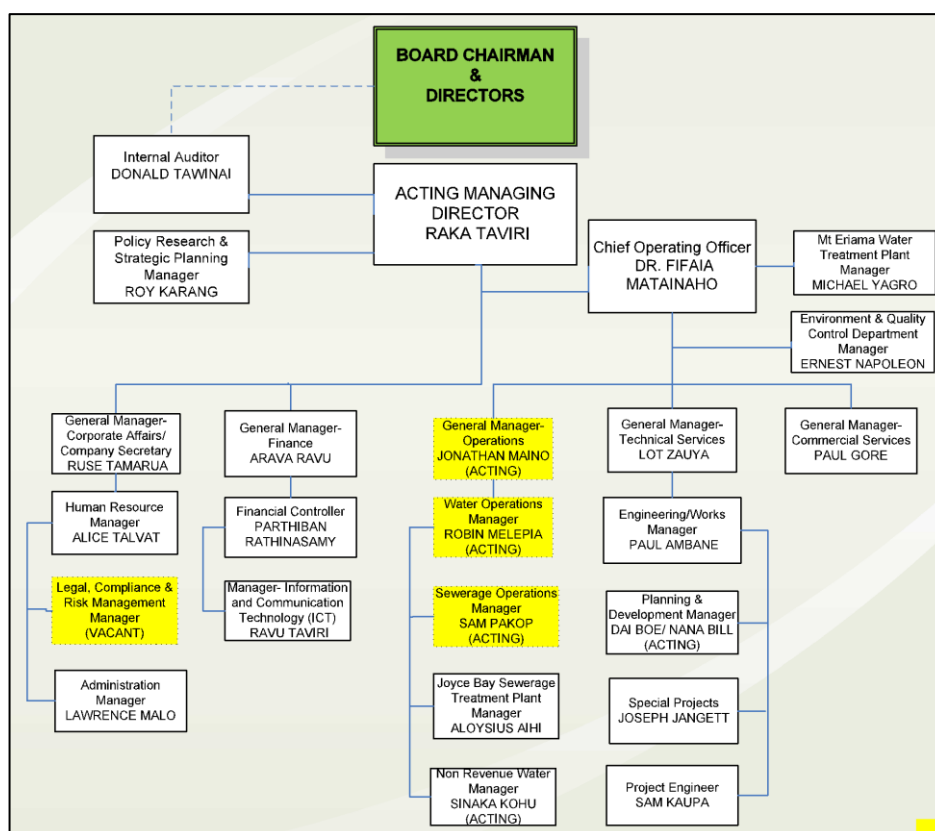 BOARD CHAIRMAN
&
DIRECTORS
Internal Auditor
DONALD TAWINAI
ACTING MANAGING
DIRECTOR
RAKA TAVIRI
Policy Research &
Strategic Planning
Manager
ROY KARANG
Chief Operating Officer
DR. FIFAIA
MATAINAHO
Mt Eriama Water
Treatment Plant
Manager
MICHAEL YAGRO
Environment & Quality
Control Department
Manager
ERNEST NAPOLEON
General Manager-
Corporate Affairs/
Company Secretary
RUSE TAMARUA
General Manager-
Finance
ARAVA RAVU
General Manager-
Operations
JONATHAN MAINO
(ACTING)
General Manager-
Technical Services
LOT ZAUYA
General Manager-
Commercial Services
PAUL GORE
Human Resource
Manager
ALICE TALVAT
Financial Controller
PARTHIBAN
RATHINASAMY
Water Operations
Manager
ROBIN MELEPIA
(ACTING)
Engineering/Works
Manager
PAUL AMBANE
Legal, Compliance &
Risk Management
Manager
(VACANT)
Manager- Information
and Communication
Technology (ICT)
RAVU TAVIRI
Sewerage Operations
Manager
SAM PAKOP
(ACTING)
Planning &
Development Manager
DAI BOE/ NANA BILL
(ACTING)
Administration
Manager
LAWRENCE MALO
Joyce Bay Sewerage
Treatment Plant
Manager
ALOYSIUS AIHI
Special Projects
JOSEPH JANGETT
Non Revenue Water
Manager
SINAKA KOHU
(ACTING)
Project Engineer
SAM KAUPA